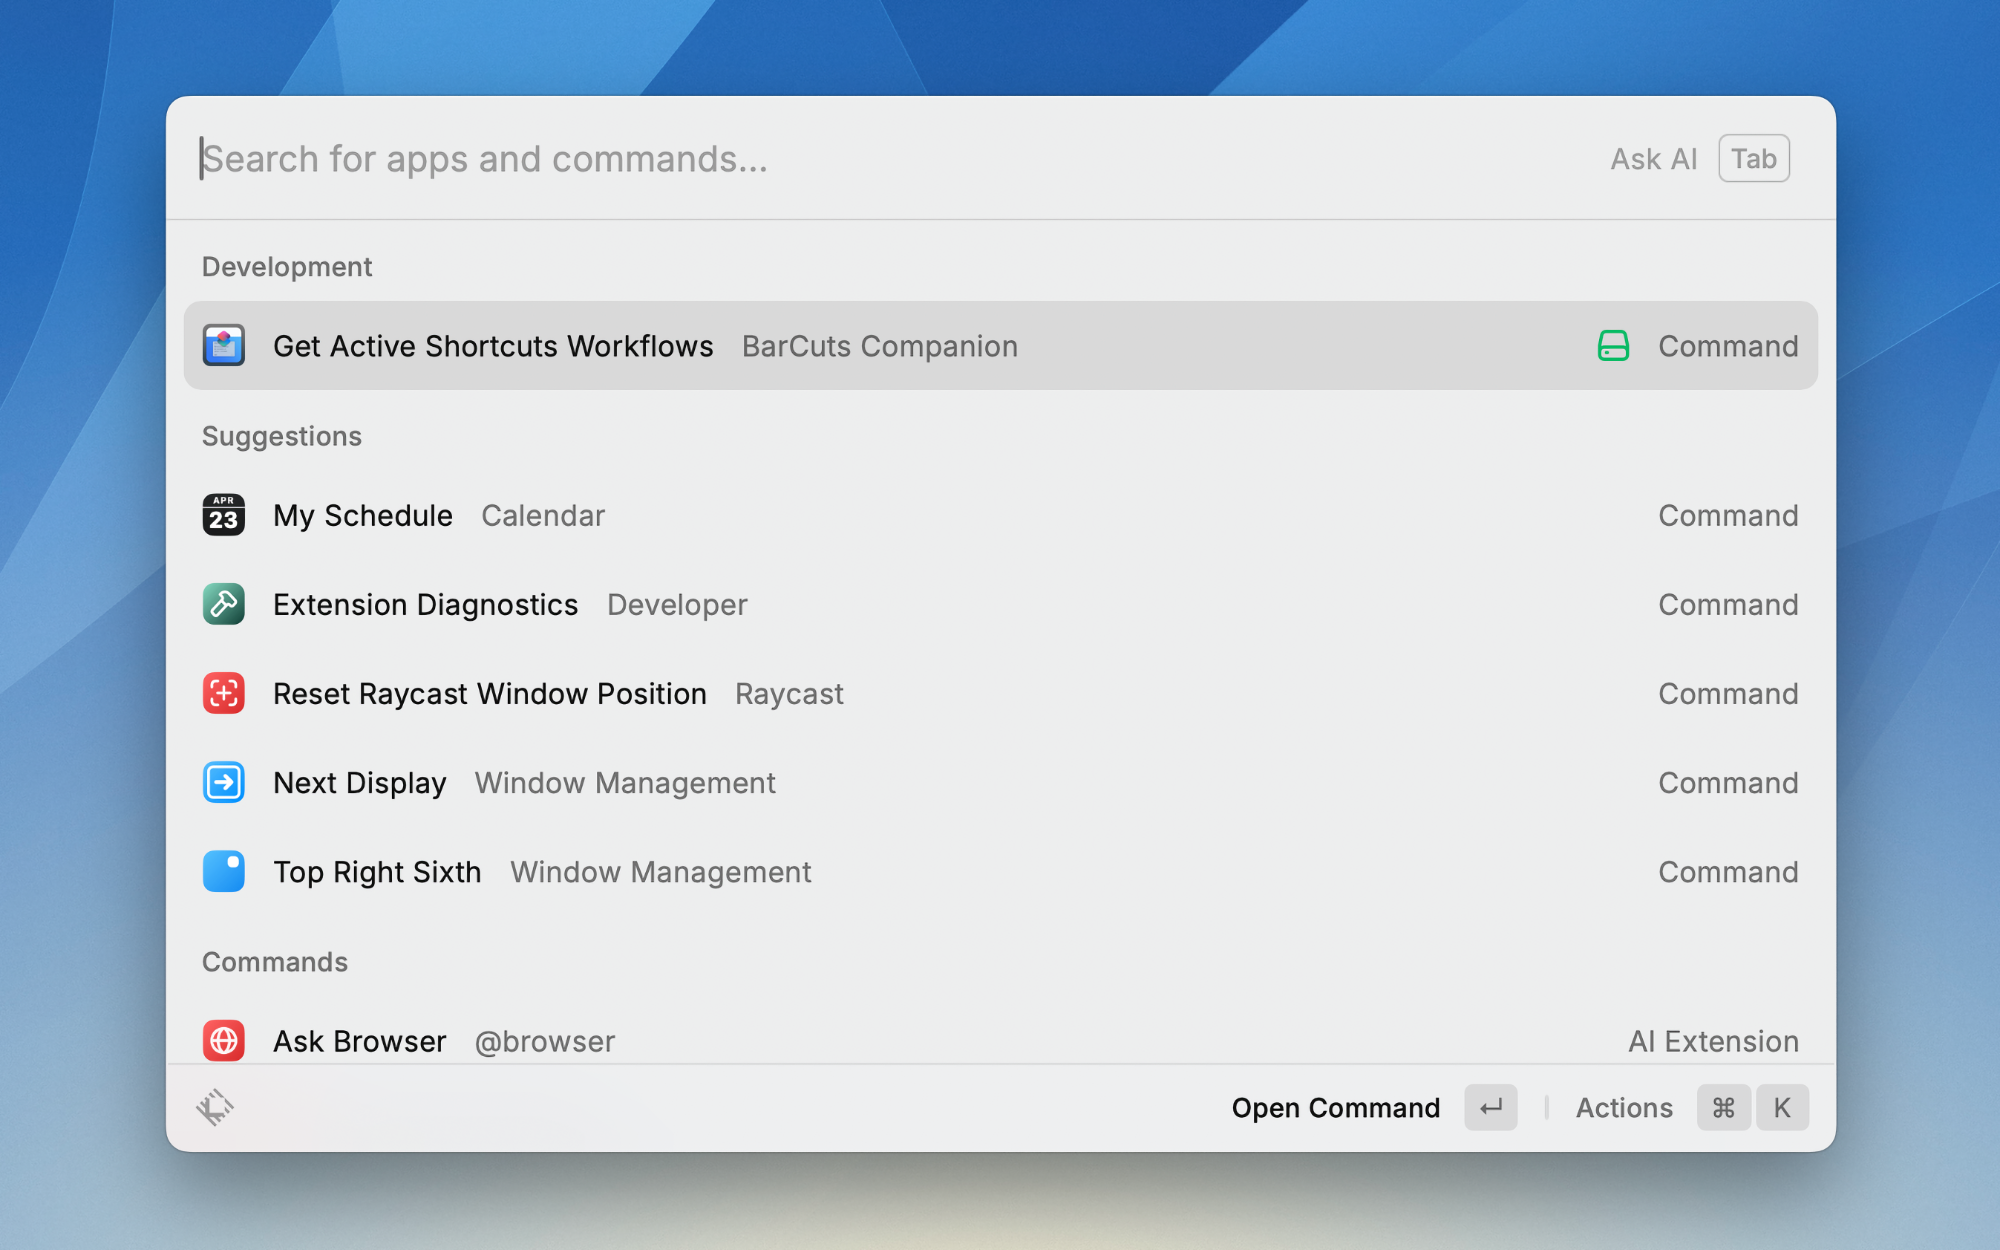 Search for apps and commands...
Ask AI Tab
Development
Get Active Shortcuts Workflows BarCuts Companion Command
Suggestions
APR
23
My Schedule Calendar Command
Extension Diagnostics Developer Command
Reset Raycast Window Position Raycast Command
Next Display Window Management Command
Top Right Sixth Window Management Command
Commands
Ask Browser @browser AI Extension
Open Command ↵ Actions ⌘ K